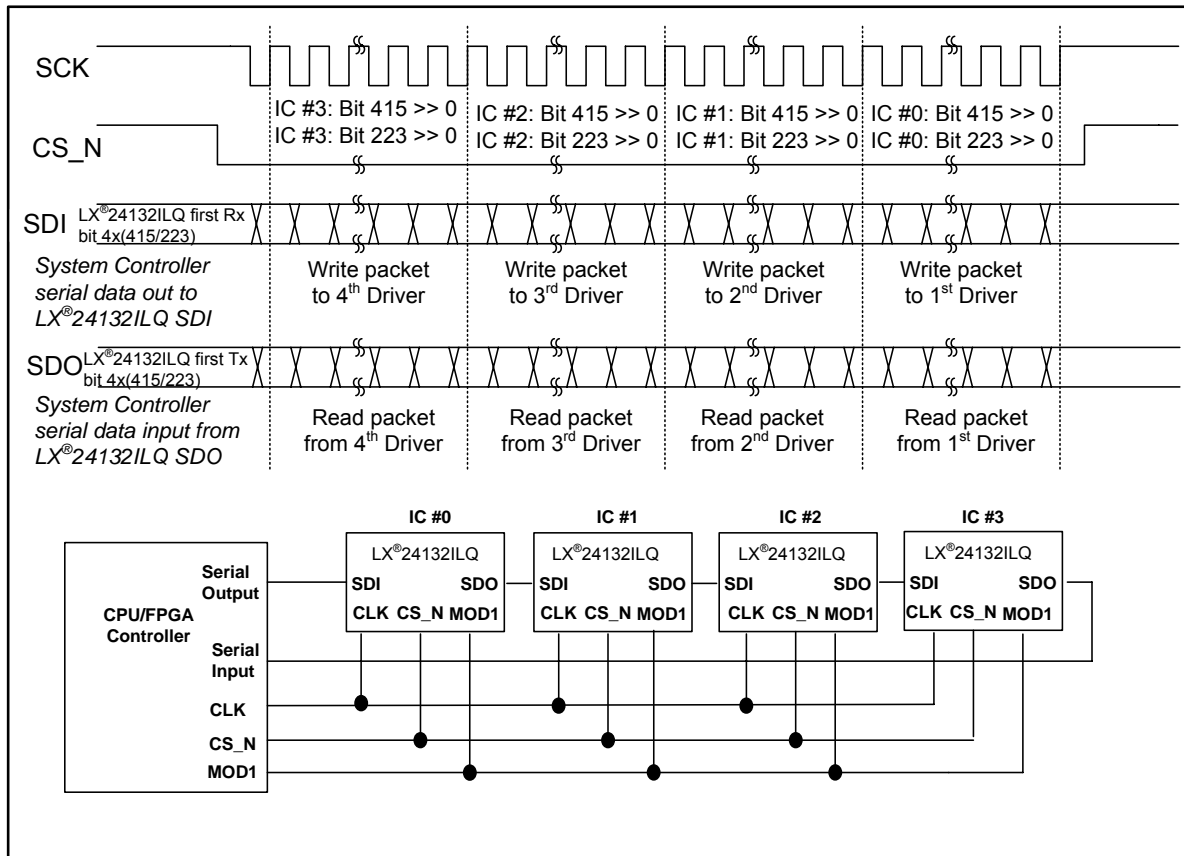 SCK
IC #3: Bit 415 >> 0
IC #3: Bit 223 >> 0
IC #2: Bit 415 >> 0
IC #2: Bit 223 >> 0
IC #1: Bit 415 >> 0
IC #1: Bit 223 >> 0
IC #0: Bit 415 >> 0
IC #0: Bit 223 >> 0
CS_N
SDI
LX®24132ILQ first Rx
bit 4x(415/223)
System Controller
serial data out to
LX®24132ILQ SDI
Write packet
to 4th Driver
Write packet
to 3rd Driver
Write packet
to 2nd Driver
Write packet
to 1st Driver
SDO
LX®24132ILQ first Tx
bit 4x(415/223)
System Controller
serial data input from
LX®24132ILQ SDO
Read packet
from 4th Driver
Read packet
from 3rd Driver
Read packet
from 2nd Driver
Read packet
from 1st Driver
IC #0
IC #1
IC #2
IC #3
CPU/FPGA
Controller
Serial
Output
Serial
Input
CLK
CS_N
MOD1
LX®24132ILQ
SDI SDO
CLK CS_N MOD1
LX®24132ILQ
SDI SDO
CLK CS_N MOD1
LX®24132ILQ
SDI SDO
CLK CS_N MOD1
LX®24132ILQ
SDI SDO
CLK CS_N MOD1